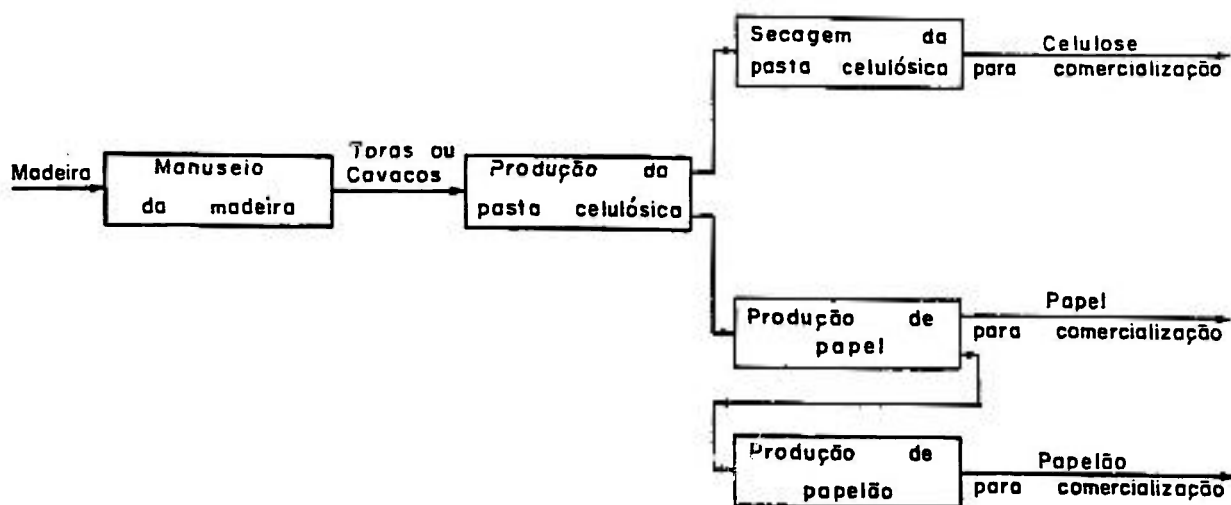 Madeira
Manuseio
da madeira
Toras ou
Cavacos
Produção da
pasta celulósica
Secagem da
pasta celulósica
Celulose
para comercialização
Produção de
papel
Papel
para comercialização
Produção de
papelão
Papelão
para comercialização